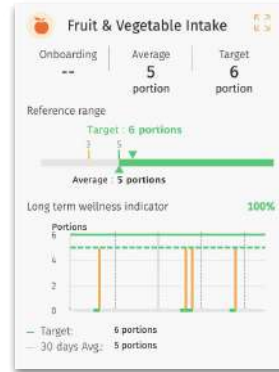 Fruit & Vegetable Intake
Onboarding Average Target
-- 5 6
portion portion
Reference range
Target : 6 portions
3 5
Average : 5 portions
Long term wellness indicator 100%
Portions
6
4
2
0
Target: 6 portions
30 days Avg.: 5 portions